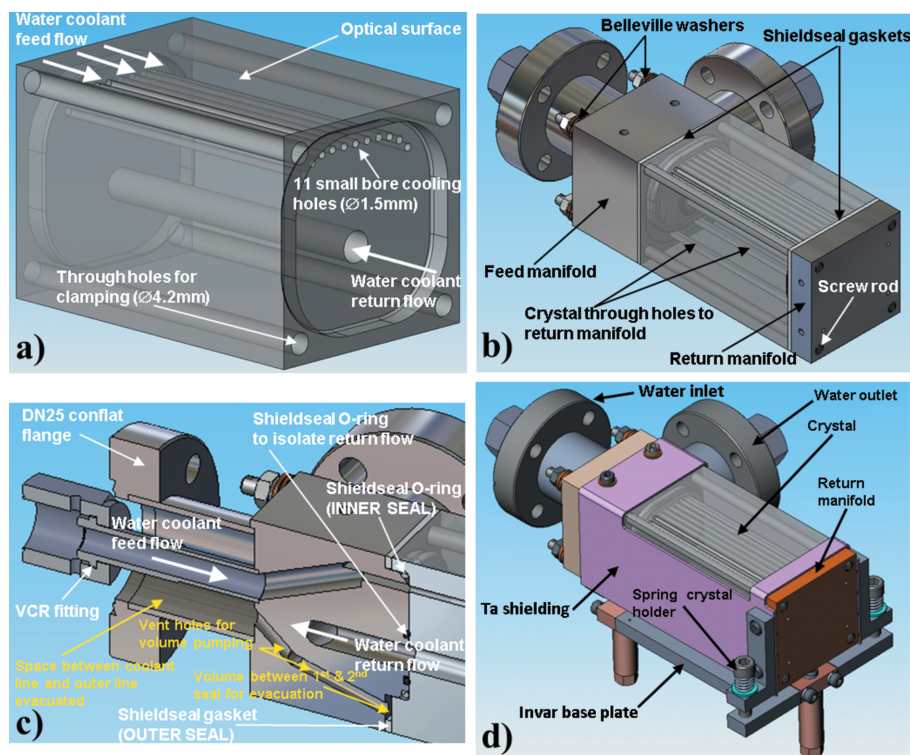 Water coolant
feed flow
Optical surface
11 small bore cooling
holes (∅1.5mm)
Through holes for
clamping (∅4.2mm)
Water coolant
return flow
a)
Belleville washers
Shieldseal gaskets
Feed manifold
Crystal through holes to
return manifold
Screw rod
Return manifold
b)
DN25 conflat
flange
Shieldseal O-ring
to isolate return flow
Shieldseal O-ring
(INNER SEAL)
Water coolant
feed flow
VCR fitting
Vent holes for
volume pumping
Water coolant
return flow
Space between coolant
line and outer line
evacuated
Volume between 1st & 2nd
seal for evacuation
Shieldseal gasket
(OUTER SEAL)
c)
Water inlet
Water outlet
Crystal
Return
manifold
Ta shielding
Spring crystal
holder
Invar base plate
d)